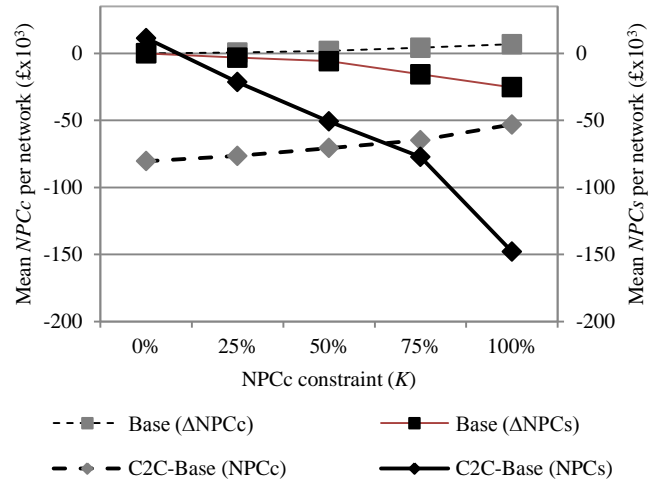 Mean NPCc per network (£x10³)
0
-50
-100
-150
-200
0
-50
-100
-150
-200
Mean NPCs per network (£x10³)
0% 25% 50% 75% 100%
NPCc constraint (K)
Base (ΔNPCc) Base (ΔNPCs)
C2C-Base (NPCc) C2C-Base (NPCs)